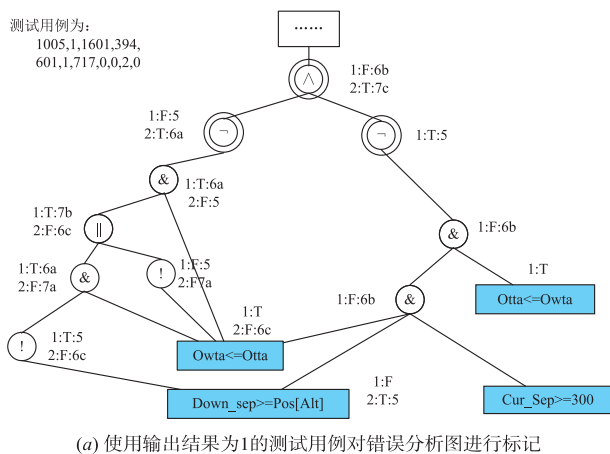 测试用例为:
1005,1,1601,394,
601,1,717,0,0,2,0
……
∧
1:F:6b
2:T:7c
1:F:5
2:T:6a
¬
¬
1:T:5
&
1:T:6a
2:F:5
1:T:7b
2:F:6c
||
&
1:F:6b
1:T:6a
2:F:7a
&
!
1:F:5
2:F7a
1:T
Otta<=Owta
1:F:6b
&
1:T
2:F:6c
!
1:T:5
2:F:6c
Owta<=Otta
1:F
2:T:5
Down_sep>=Pos[Alt]
Cur_Sep>=300
(a) 使用输出结果为1的测试用例对错误分析图进行标记